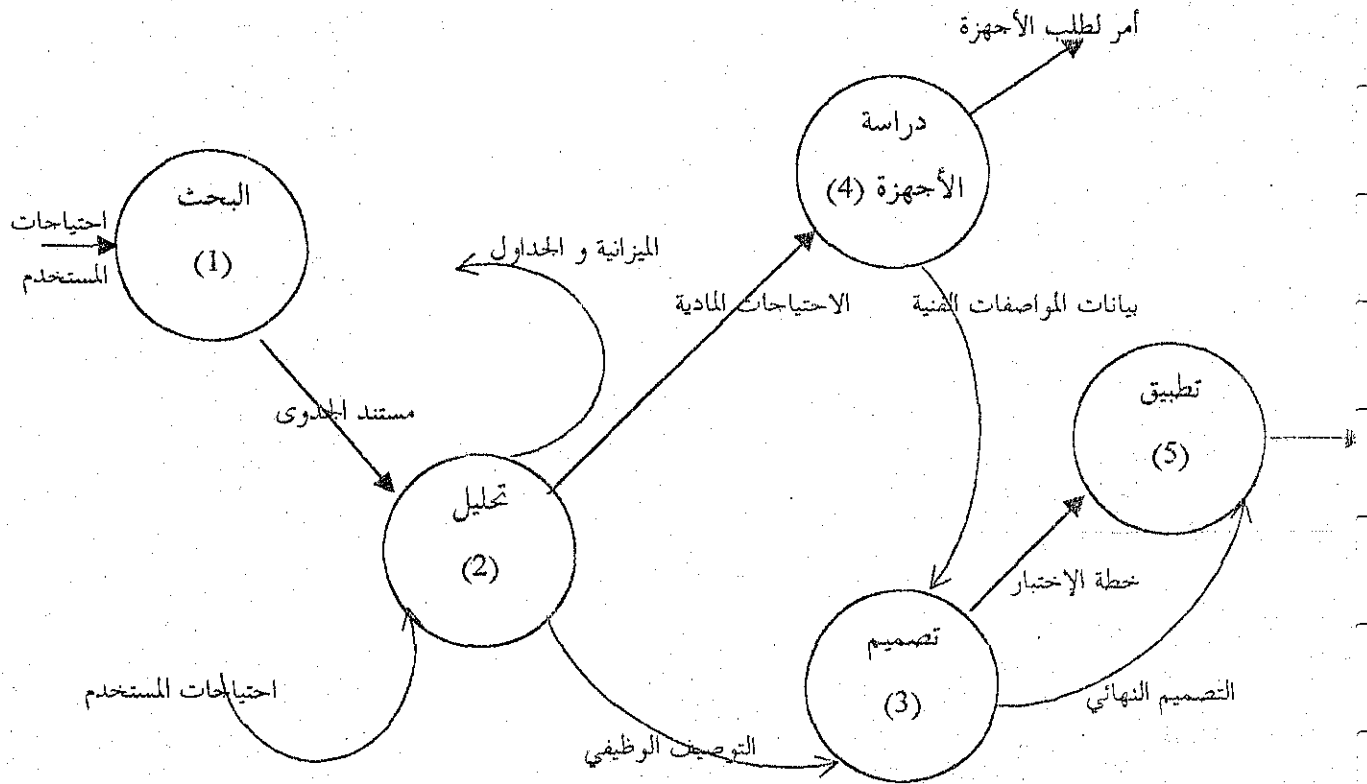 أمر لطلب الأجهزة
دراسة
الأجهزة (4)
البحث
(1)
احتياجات
المستخدم
الميزانية و الجداول
الاحتياجات المادية
بيانات المواصفات الفنية
مستند الجدوى
تطبيق
(5)
تحليل
(2)
خطة الإختبار
تصميم
(3)
احتياجات المستخدم
التصميم النهائي
التوصيف الوظيفي